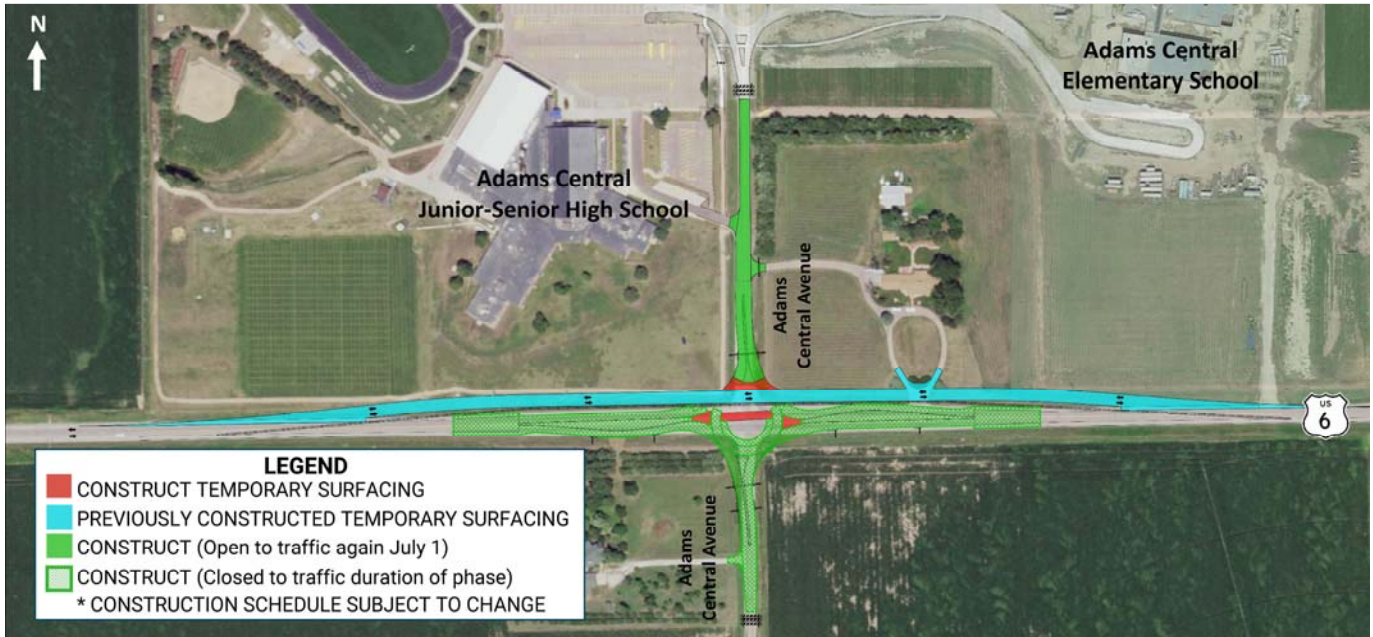 N
Adams Central
Elementary School
Adams Central
Junior-Senior High School
Adams
Central Avenue
US
6
LEGEND
CONSTRUCT TEMPORARY SURFACING
PREVIOUSLY CONSTRUCTED TEMPORARY SURFACING
CONSTRUCT (Open to traffic again July 1)
CONSTRUCT (Closed to traffic duration of phase)
* CONSTRUCTION SCHEDULE SUBJECT TO CHANGE
Adams
Central Avenue